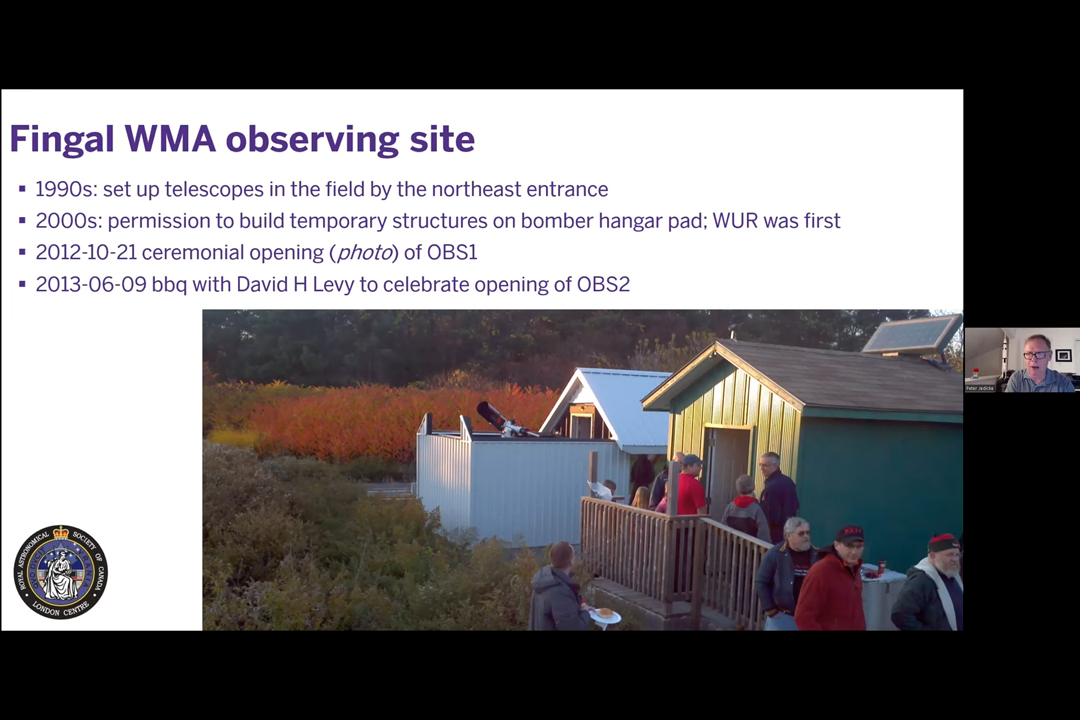 Fingal WMA observing site
▪ 1990s: set up telescopes in the field by the northeast entrance
▪ 2000s: permission to build temporary structures on bomber hangar pad; WUR was first
▪ 2012-10-21 ceremonial opening (photo) of OBS1
▪ 2013-06-09 bbq with David H Levy to celebrate opening of OBS2
Peter Jedicke
ROYAL ASTRONOMICAL SOCIETY OF CANADA
LONDON CENTRE